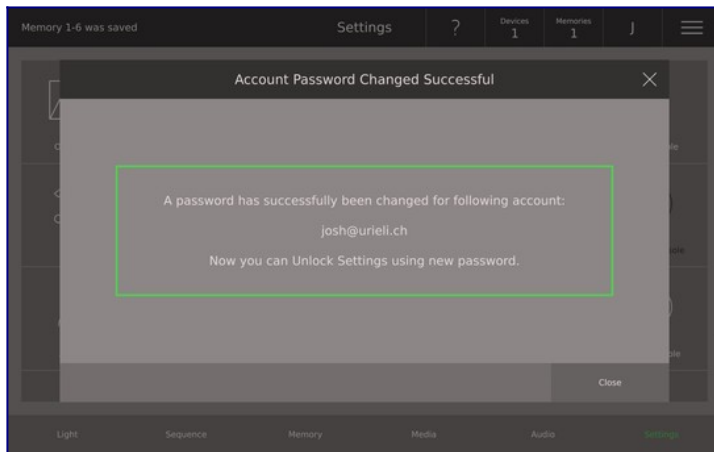 Memory 1-6 was saved
Settings
?
Devices
1
Memories
1
J
Account Password Changed Successful
A password has successfully been changed for following account:
josh@urieli.ch
Now you can Unlock Settings using new password.
Close
Light
Sequence
Memory
Media
Audio
Settings